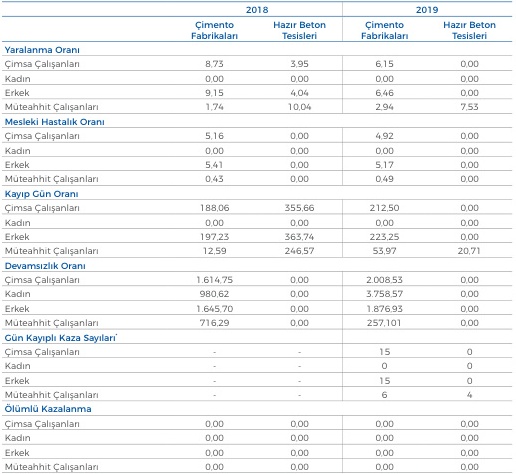 2018 2019
Çimento Fabrikaları Hazır Beton Tesisleri Çimento Fabrikaları Hazır Beton Tesisleri
Yaralanma Oranı
Çimsa Çalışanları 8,73 3,95 6,15 0,00
Kadın 0,00 0,00 0,00 0,00
Erkek 9,15 4,04 6,46 0,00
Müteahhit Çalışanları 1,74 10,04 2,94 7,53
Mesleki Hastalık Oranı
Çimsa Çalışanları 5,16 0,00 4,92 0,00
Kadın 0,00 0,00 0,00 0,00
Erkek 5,41 0,00 5,17 0,00
Müteahhit Çalışanları 0,43 0,00 0,49 0,00
Kayıp Gün Oranı
Çimsa Çalışanları 188,06 355,66 212,50 0,00
Kadın 0,00 0,00 0,00 0,00
Erkek 197,23 363,74 223,25 0,00
Müteahhit Çalışanları 12,59 246,57 53,97 20,71
Devamsızlık Oranı
Çimsa Çalışanları 1.614,75 0,00 2.008,53 0,00
Kadın 980,62 0,00 3.758,57 0,00
Erkek 1.645,70 0,00 1.876,93 0,00
Müteahhit Çalışanları 716,29 0,00 257,101 0,00
Gün Kayıplı Kaza Sayıları*
Çimsa Çalışanları - - 15 0
Kadın - - 0 0
Erkek - - 15 0
Müteahhit Çalışanları - - 6 4
Ölümlü Kazalanma
Çimsa Çalışanları 0,00 0,00 0,00 0,00
Kadın 0,00 0,00 0,00 0,00
Erkek 0,00 0,00 0,00 0,00
Müteahhit Çalışanları 0,00 0,00 0,00 0,00